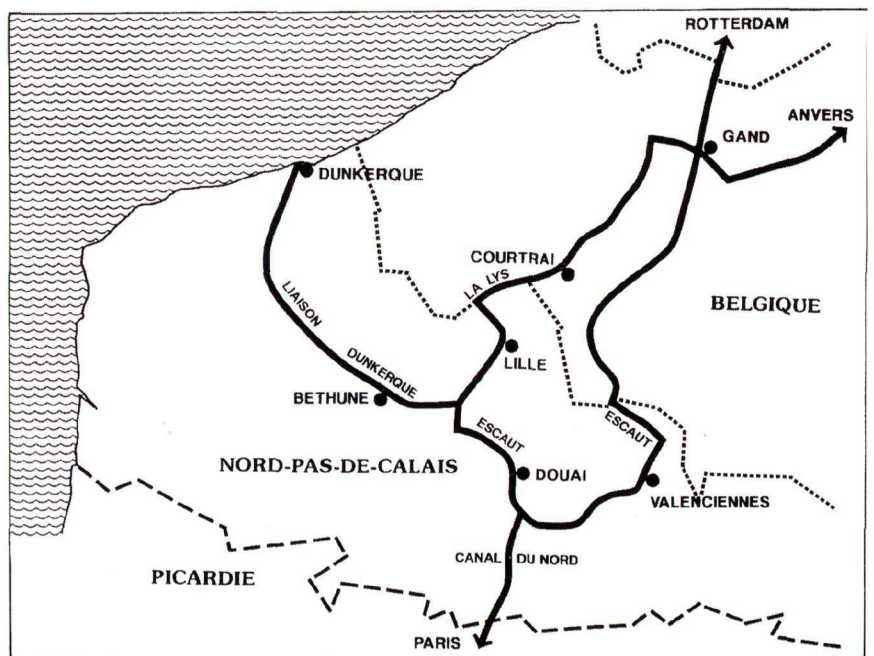 ROTTERDAM
ANVERS
GAND
DUNKERQUE
COURTRAI
LA LYS
LIAISON
BELGIQUE
DUNKERQUE
LILLE
BETHUNE
ESCAUT
ESCAUT
NORD-PAS-DE-CALAIS
DOUAI
VALENCIENNES
CANAL DU NORD
PICARDIE
PARIS